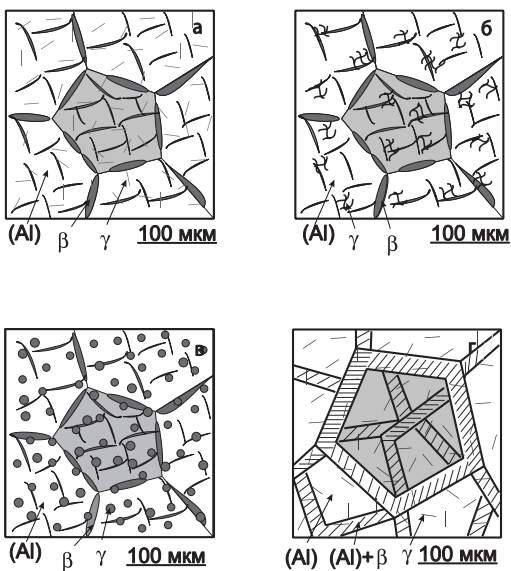 а
б
(Al) β γ 100 мкм
(Al) γ β 100 мкм
в
г
(Al) β γ 100 мкм
(Al) (Al)+β γ 100 мкм